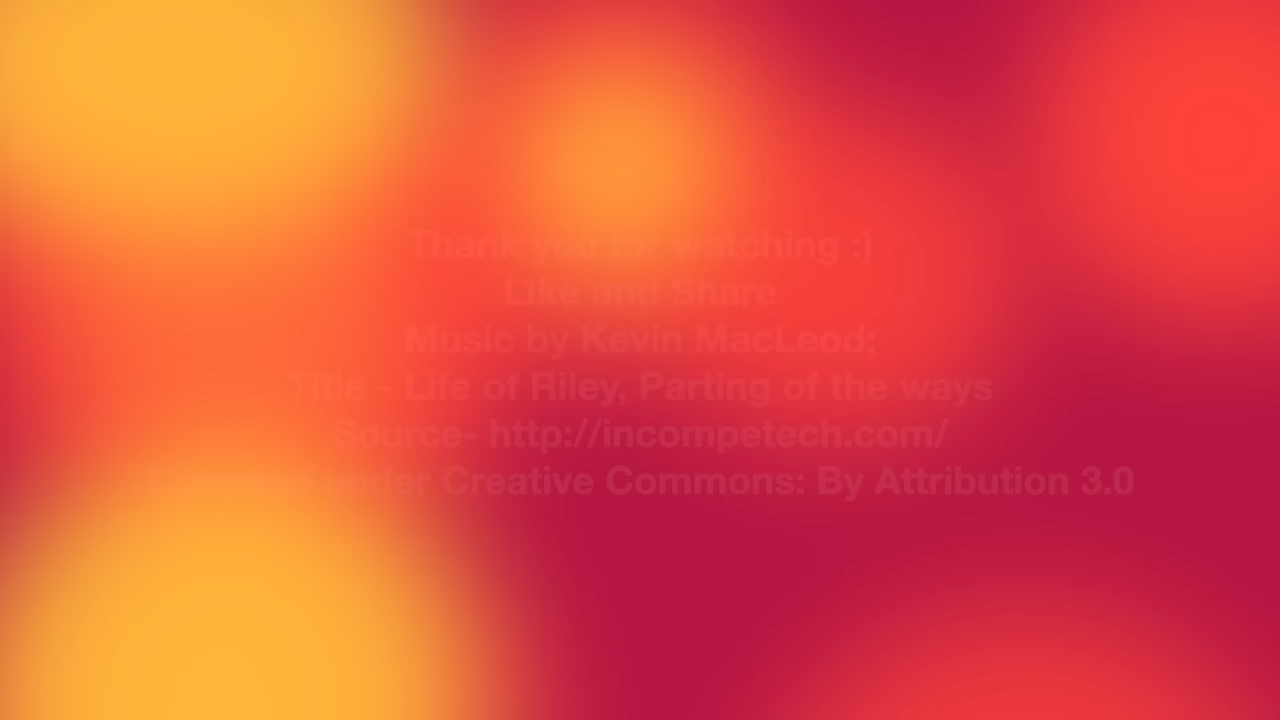 Thank you for watching :)
Like and Share
Music by Kevin MacLeod;
Title - Life of Riley, Parting of the ways
Source- http://incompetech.com/
under Creative Commons: By Attribution 3.0